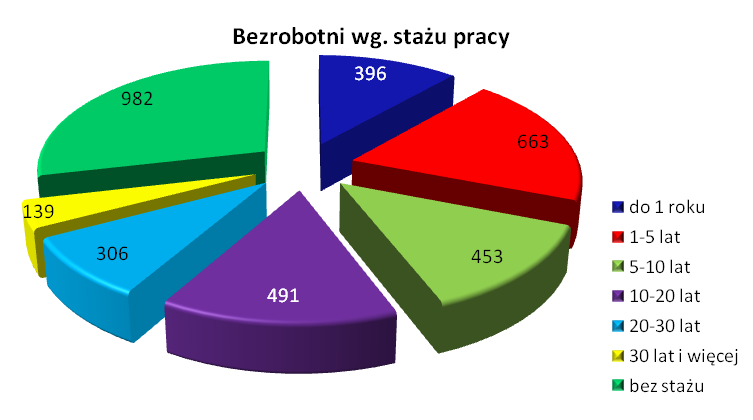 Bezrobotni wg. stażu pracy
396
982
663
139
306
453
491
do 1 roku
1-5 lat
5-10 lat
10-20 lat
20-30 lat
30 lat i więcej
bez stażu